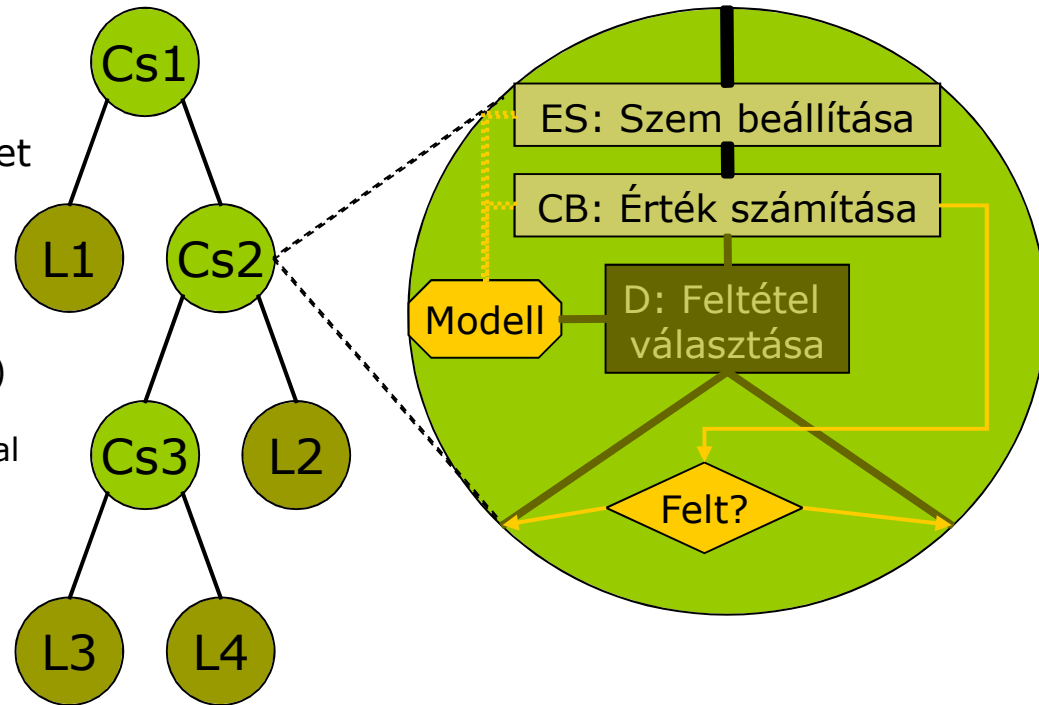 Cs1
et
L1
Cs2
)
al
Cs3
L2
L3
L4
ES: Szem beállítása
CB: Érték számítása
Modell
D: Feltétel
választása
Felt?